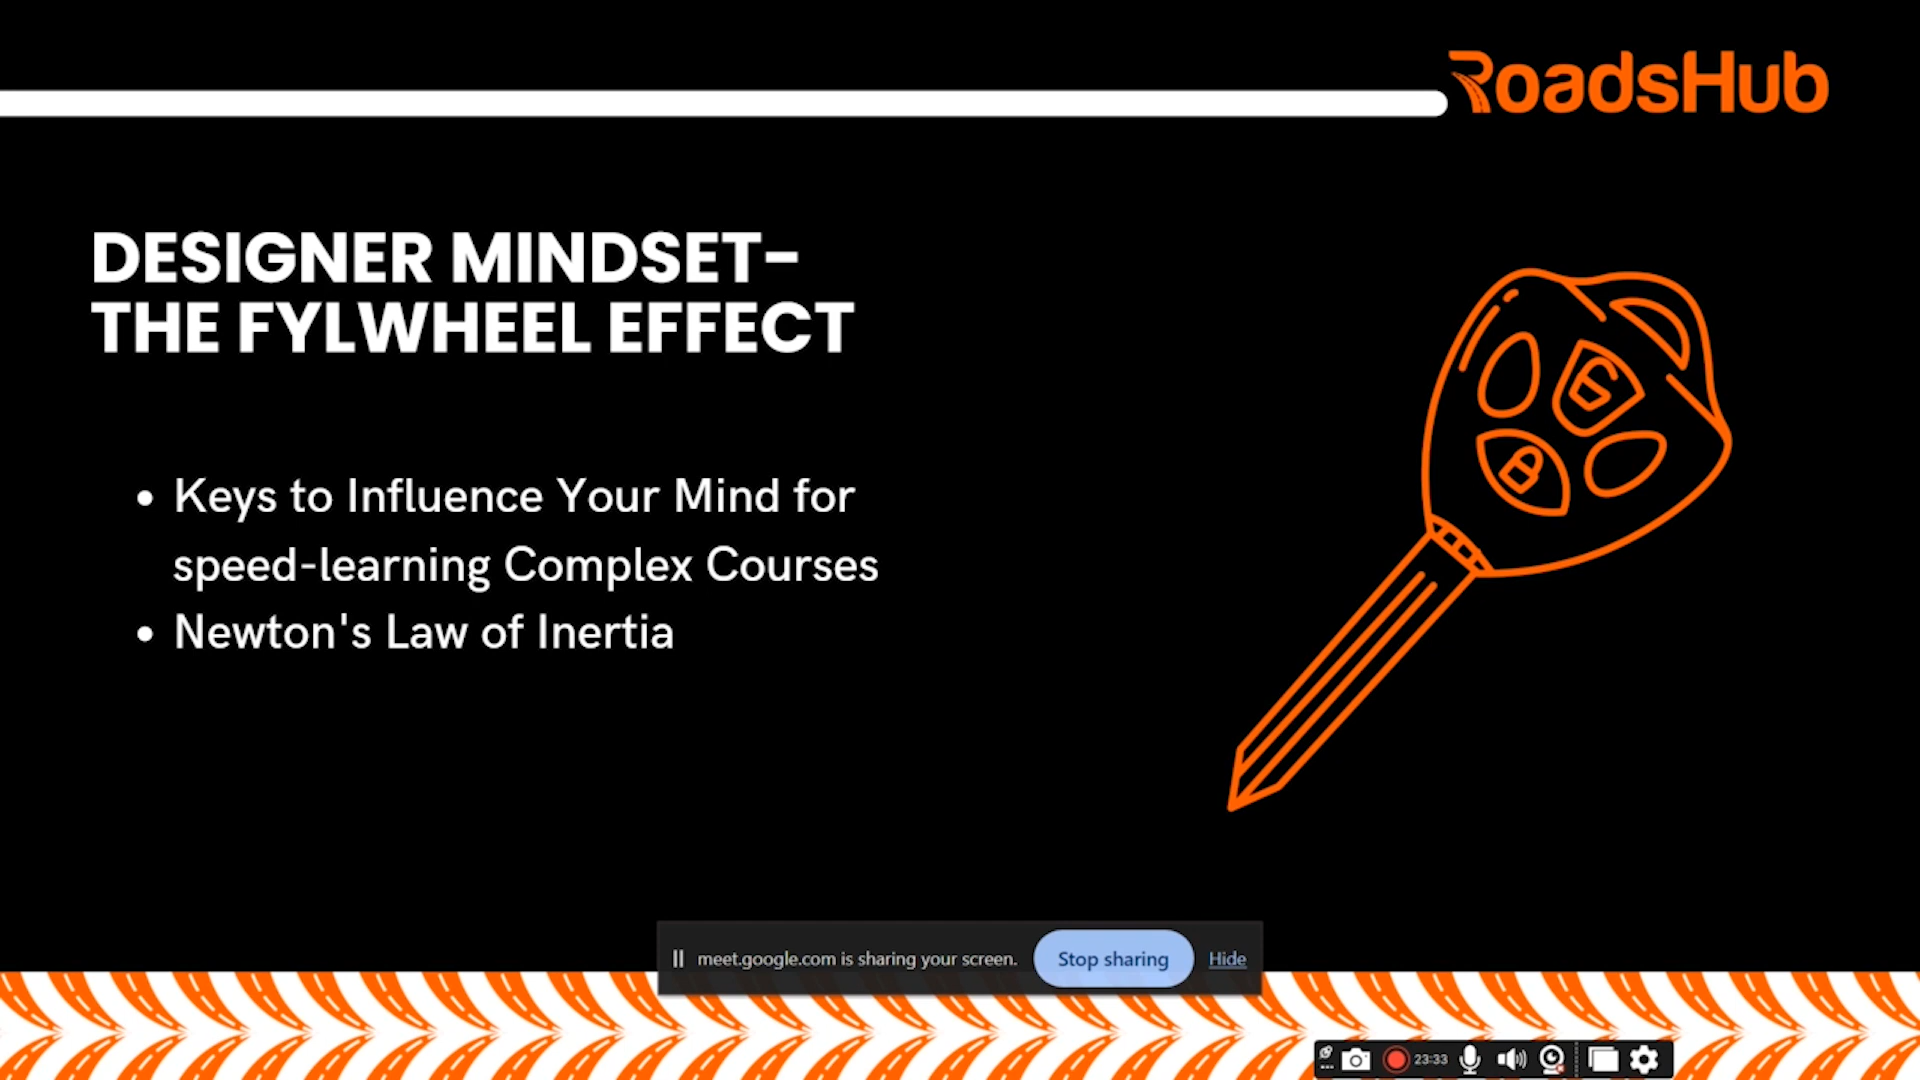 RoadsHub
DESIGNER MINDSET-
THE FYLWHEEL EFFECT
• Keys to Influence Your Mind for
speed-learning Complex Courses
• Newton's Law of Inertia
meet.google.com is sharing your screen. Stop sharing Hide
23:33